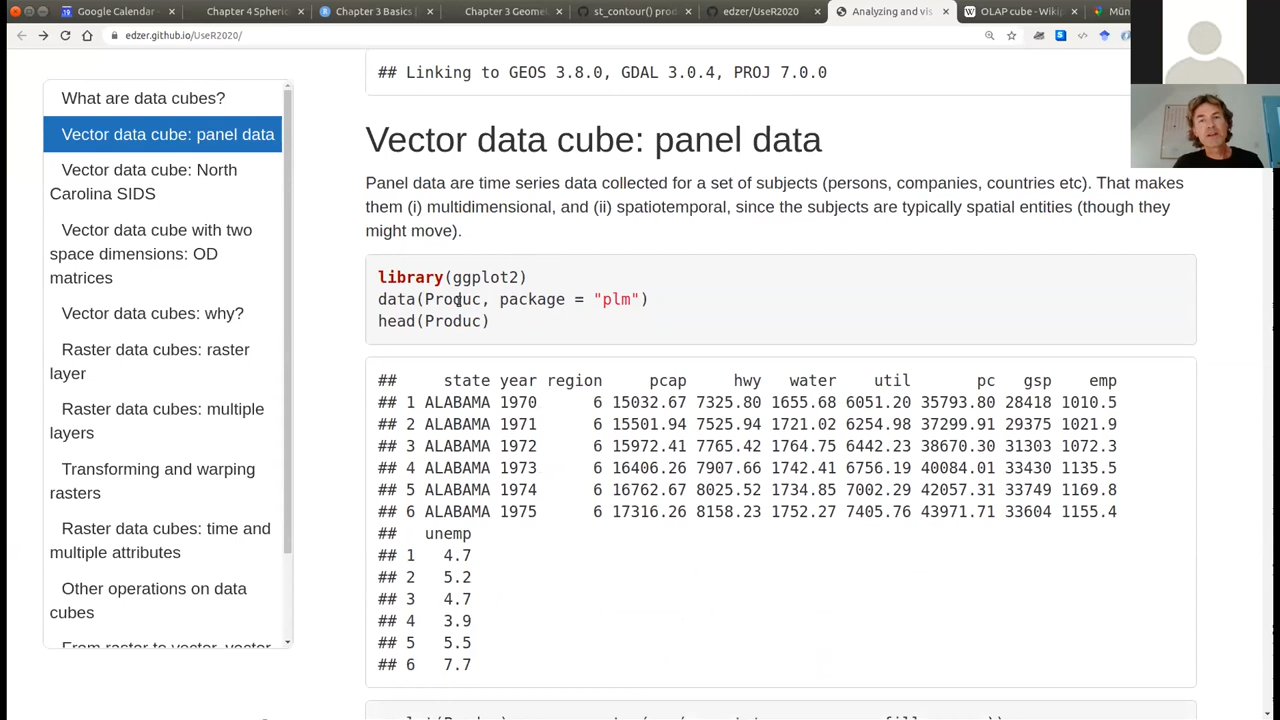 Google Calendar
Chapter 4 Spheric
Chapter 3 Basics
Chapter 3 Geomet
st_contour() prod
edzer/UseR2020
Analyzing and vis
OLAP cube - Wikip
Mün
edzer.github.io/UseR2020/
What are data cubes?
Vector data cube: panel data
Vector data cube: North
Carolina SIDS
Vector data cube with two
space dimensions: OD
matrices
Vector data cubes: why?
Raster data cubes: raster
layer
Raster data cubes: multiple
layers
Transforming and warping
rasters
Raster data cubes: time and
multiple attributes
Other operations on data
cubes
From raster to vector, vector
## Linking to GEOS 3.8.0, GDAL 3.0.4, PROJ 7.0.0
Vector data cube: panel data
Panel data are time series data collected for a set of subjects (persons, companies, countries etc). That makes
them (i) multidimensional, and (ii) spatiotemporal, since the subjects are typically spatial entities (though they
might move).
library(ggplot2)
data(Produc, package = "plm")
head(Produc)
## state year region pcap hwy water util pc gsp emp
## 1 ALABAMA 1970 6 15032.67 7325.80 1655.68 6051.20 35793.80 28418 1010.5
## 2 ALABAMA 1971 6 15501.94 7525.94 1721.02 6254.98 37299.91 29375 1021.9
## 3 ALABAMA 1972 6 15972.41 7765.42 1764.75 6442.23 38670.30 31303 1072.3
## 4 ALABAMA 1973 6 16406.26 7907.66 1742.41 6756.19 40084.01 33430 1135.5
## 5 ALABAMA 1974 6 16762.67 8025.52 1734.85 7002.29 42057.31 33749 1169.8
## 6 ALABAMA 1975 6 17316.26 8158.23 1752.27 7405.76 43971.71 33604 1155.4
## unemp
## 1 4.7
## 2 5.2
## 3 4.7
## 4 3.9
## 5 5.5
## 6 7.7